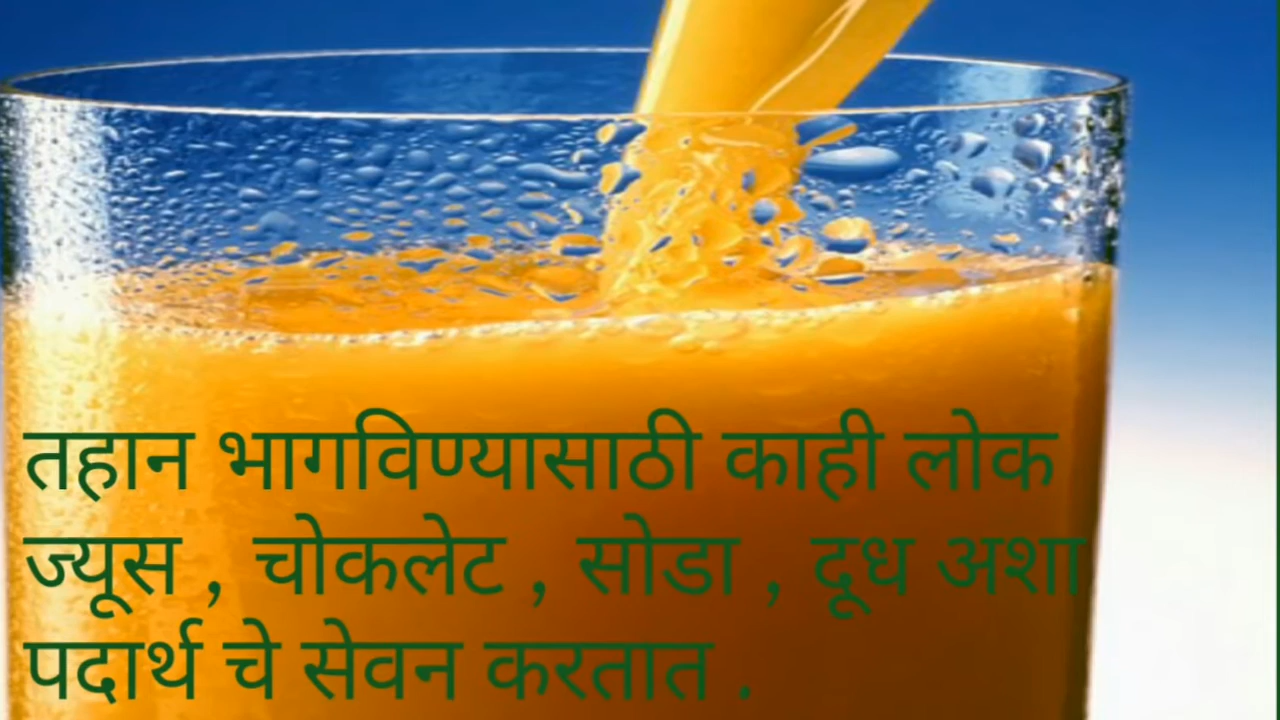 तहान भागविण्यासाठी काही लोक
ज्यूस , चोकलेट , सोडा , दूध अशा
पदार्थ चे सेवन करतात .